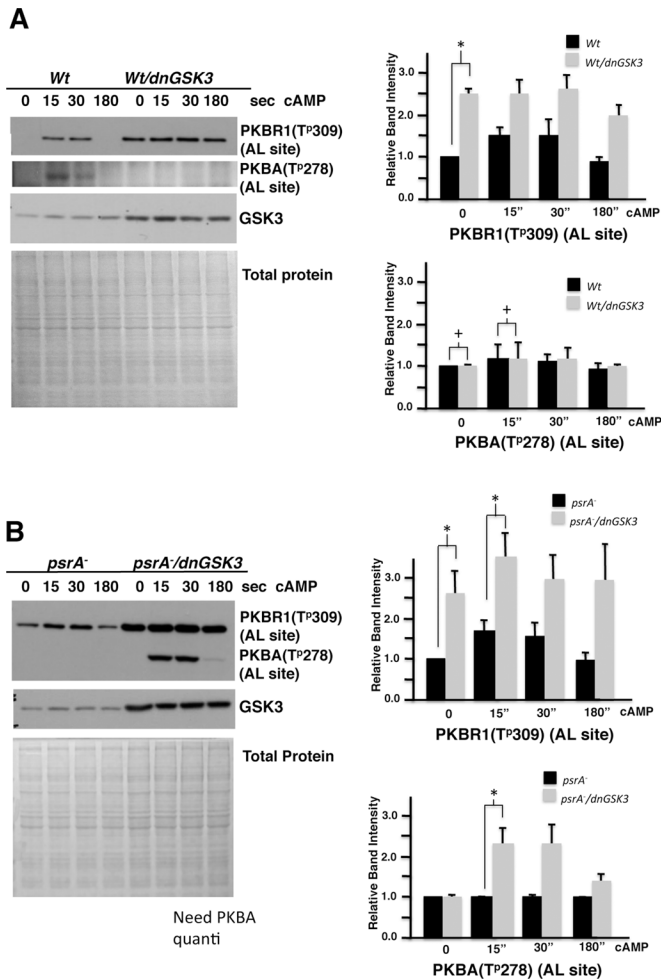 A
Wt Wt/dnGSK3
0 15 30 180 0 15 30 180 sec cAMP
PKBR1(Tᵖ309)
(AL site)
PKBA(Tᵖ278)
(AL site)
GSK3
Total protein
Wt
Wt/dnGSK3
Relative Band Intensity
3.0
2.0
1.0
0.0
*
0 15” 30” 180” cAMP
PKBR1(Tᵖ309) (AL site)
Wt
Wt/dnGSK3
Relative Band Intensity
3.0
2.0
1.0
0.0
+ +
0 15” 30” 180” cAMP
PKBA(Tᵖ278) (AL site)
B
psrA⁻ psrA⁻/dnGSK3
0 15 30 180 0 15 30 180 sec cAMP
PKBR1(Tᵖ309)
(AL site)
PKBA(Tᵖ278)
(AL site)
GSK3
Total Protein
Need PKBA
quanti
psrA⁻
psrA⁻/dnGSK3
Relative Band Intensity
3.0
2.0
1.0
0.0
* *
0 15” 30” 180” cAMP
PKBR1(Tᵖ309) (AL site)
psrA⁻
psrA⁻/dnGSK3
Relative Band Intensity
3.0
2.0
1.0
0.0
*
0 15” 30” 180” cAMP
PKBA(Tᵖ278) (AL site)